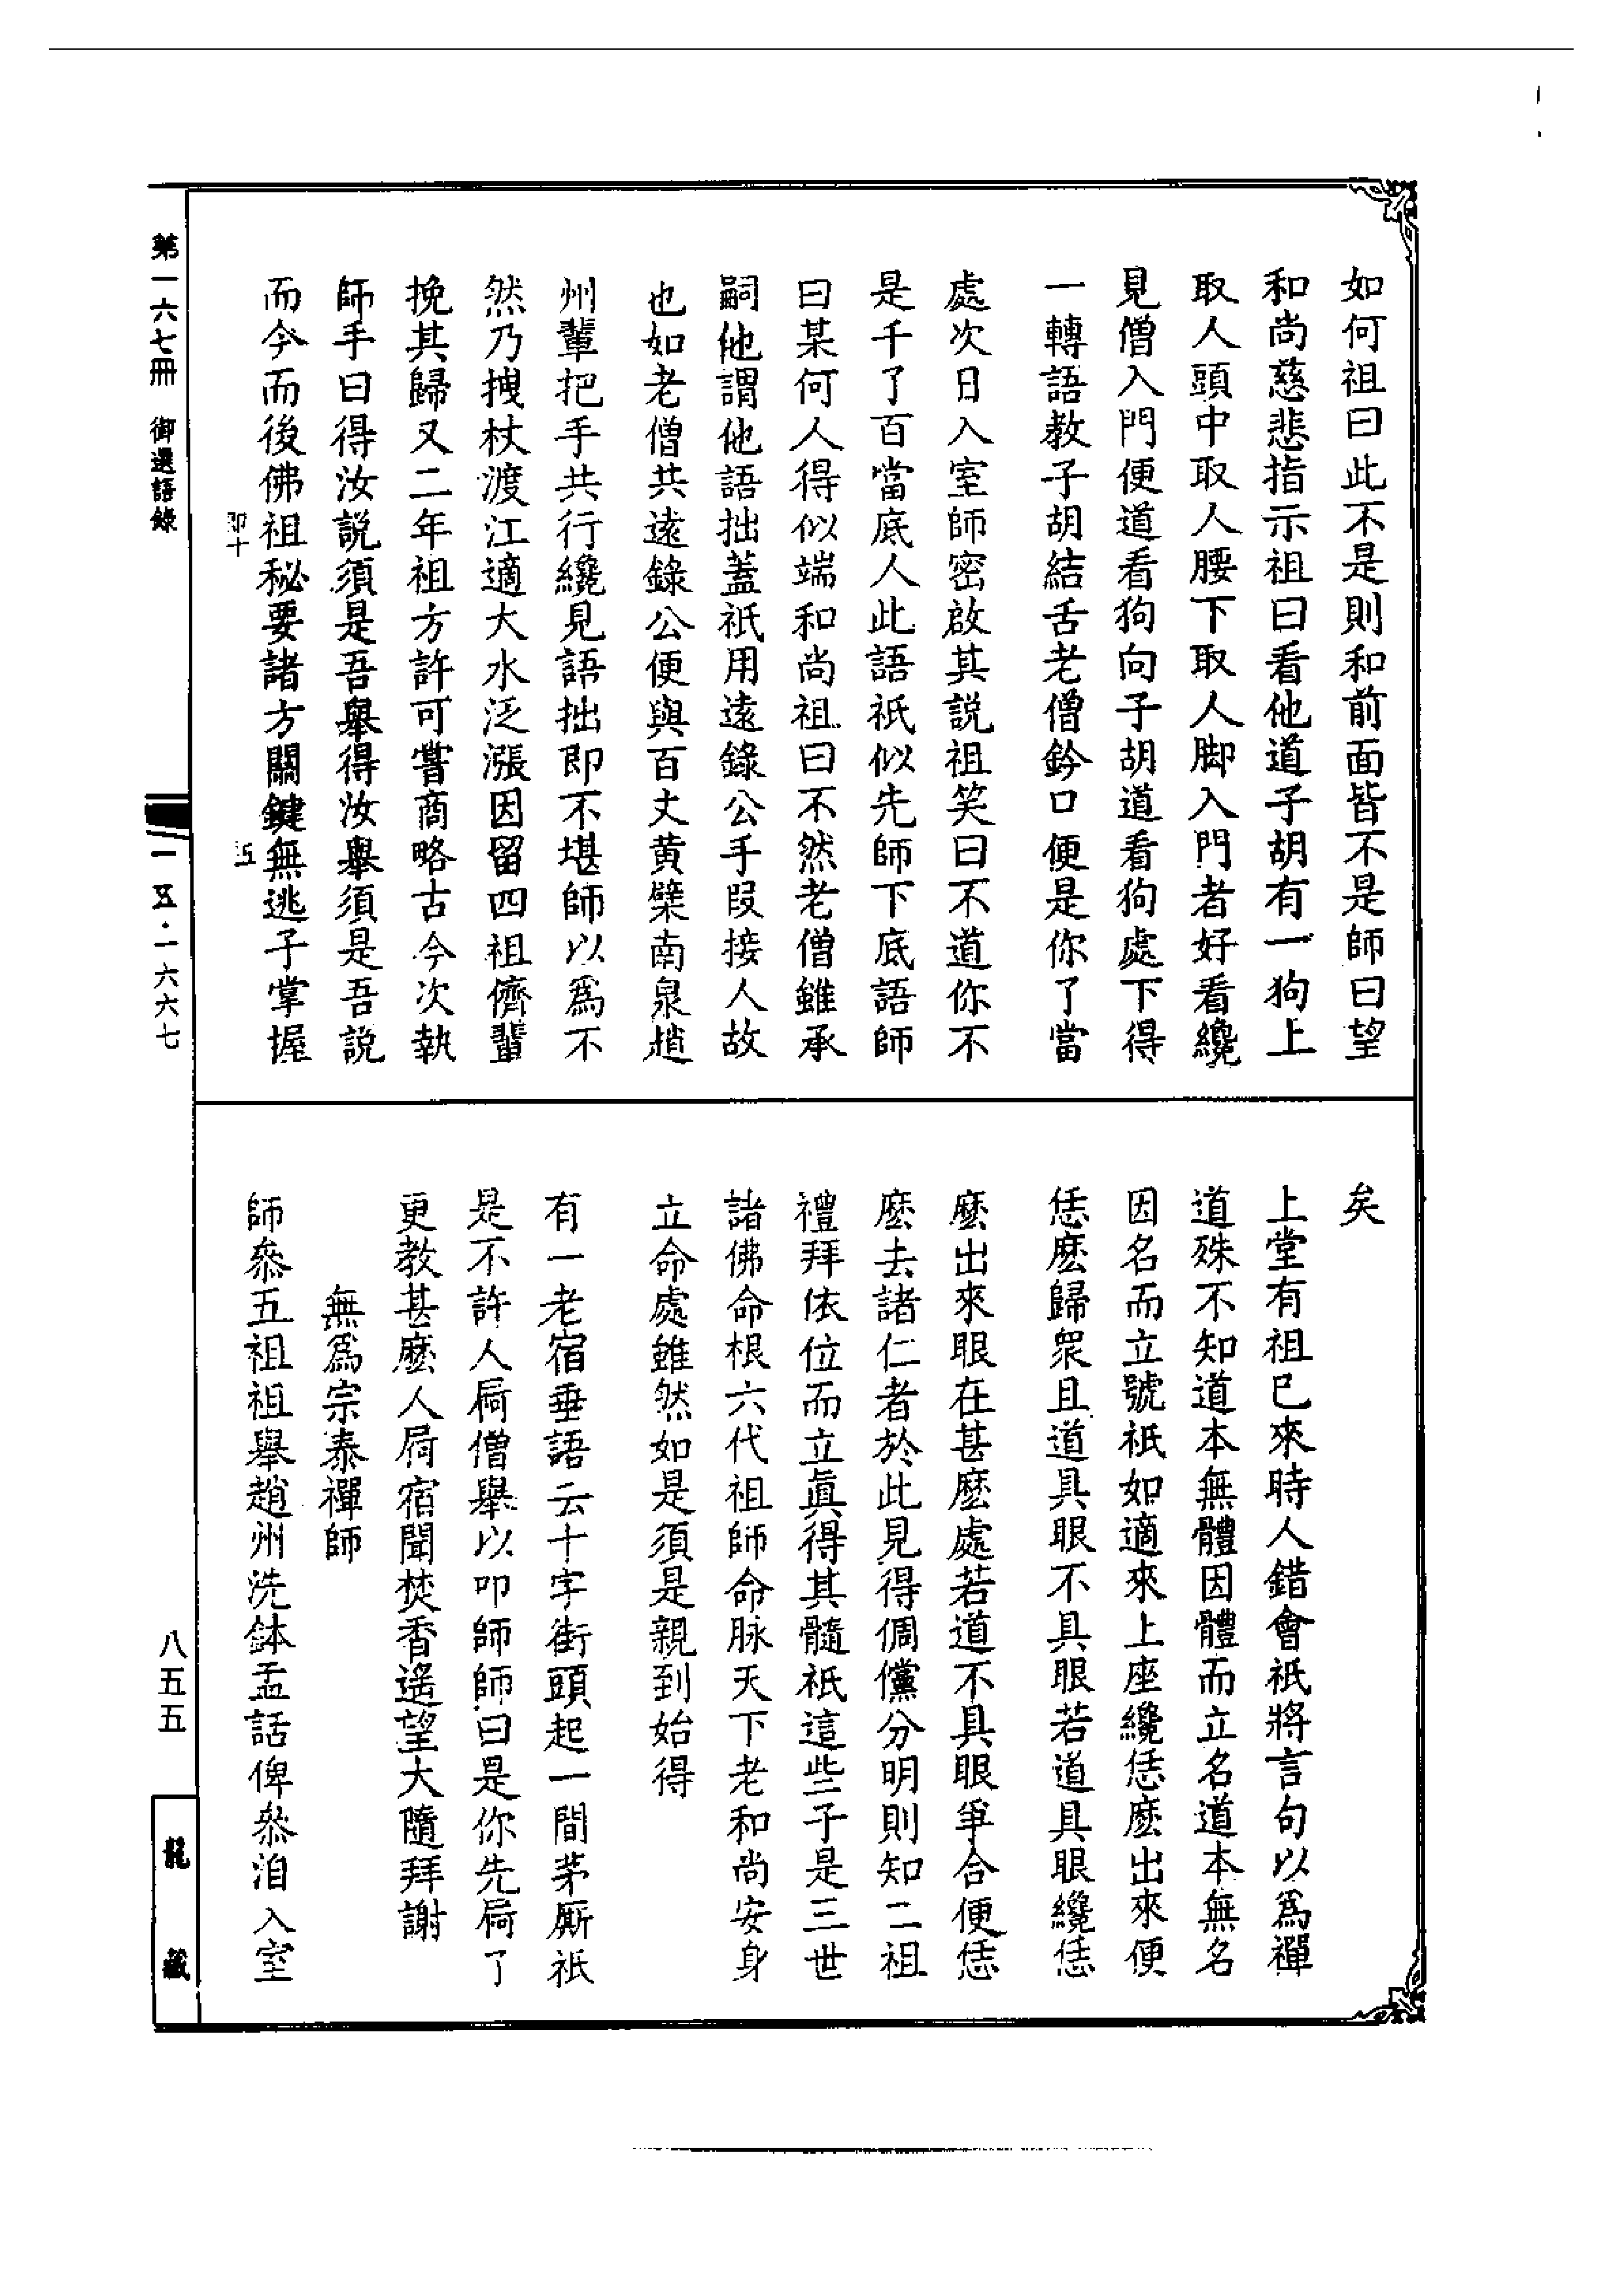 如何祖曰此不是則和前面皆不是師曰望
和尚慈悲指示祖曰看他道子胡有一狗上
取人頭中取人腰下取人脚入門者好看纔
見僧入門便道看狗向子胡道看狗處下得
一轉語教子胡結舌老僧鈐口便是你了當
處次日入室師密啟其説祖笑曰不道你不
是千了百當底人此語祇似先師下底語師
曰某何人得似端和尚祖曰不然老僧雖承
嗣他謂他語拙蓋祇用遠錄公手段接人故
也如老僧共遠錄公便與百丈黄檗南泉趙
州輩把手共行纔見語拙即不堪師以爲不
然乃拽杖渡江適大水泛漲因留四祖儕輩
挽其歸又二年祖方許可嘗商略古今次執
師手曰得汝説須是吾舉得汝舉須是吾説
而今而後佛祖秘要諸方關鍵無逃子掌握
矣
上堂有祖已來時人錯會祇將言句以爲禪
道殊不知道本無體因體而立名道本無名
因名而立號祇如適來上座纔恁麽出來便
恁麽歸衆且道具眼不具眼若道具眼纔恁
麽出來眼在甚麽處若道不具眼爭合便恁
麽去諸仁者於此見得倜儻分明則知二祖
禮拜依位而立眞得其髓祇這些子是三世
諸佛命根六代祖師命脉天下老和尚安身
立命處雖然如是須是親到始得
有一老宿垂語云十字街頭起一間茅厮祇
是不許人屙僧舉以叩師師曰是你先屙了
更教甚麽人屙宿聞焚香遙望大隨拜謝
無爲宗泰禪師
師叅五祖祖舉趙州洗鉢盂話俾叅洎入室
第一六七冊 御選語錄
一五·一六六七
八五五
龍藏